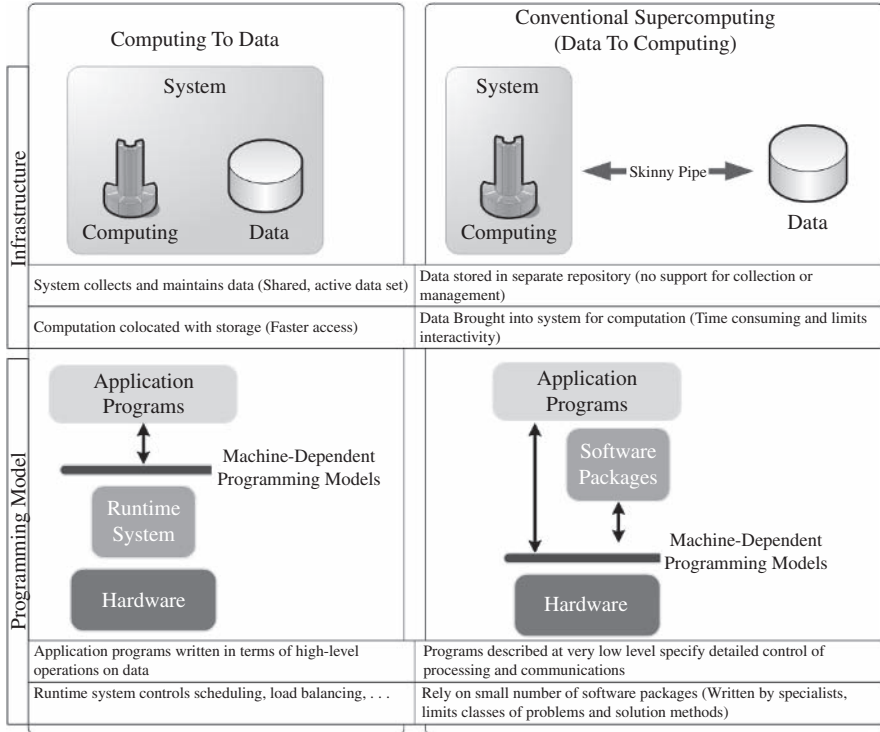 Computing To Data
Conventional Supercomputing
(Data To Computing)
Infrastructure
System
Computing
Data
System
Computing
Skinny Pipe
Data
System collects and maintains data (Shared, active data set)
Data stored in separate repository (no support for collection or
management)
Computation colocated with storage (Faster access)
Data Brought into system for computation (Time consuming and limits
interactivity)
Programming Model
Application
Programs
Machine-Dependent
Programming Models
Runtime
System
Hardware
Application
Programs
Software
Packages
Machine-Dependent
Programming Models
Hardware
Application programs written in terms of high-level
operations on data
Programs described at very low level specify detailed control of
processing and communications
Runtime system controls scheduling, load balancing, . . .
Rely on small number of software packages (Written by specialists,
limits classes of problems and solution methods)